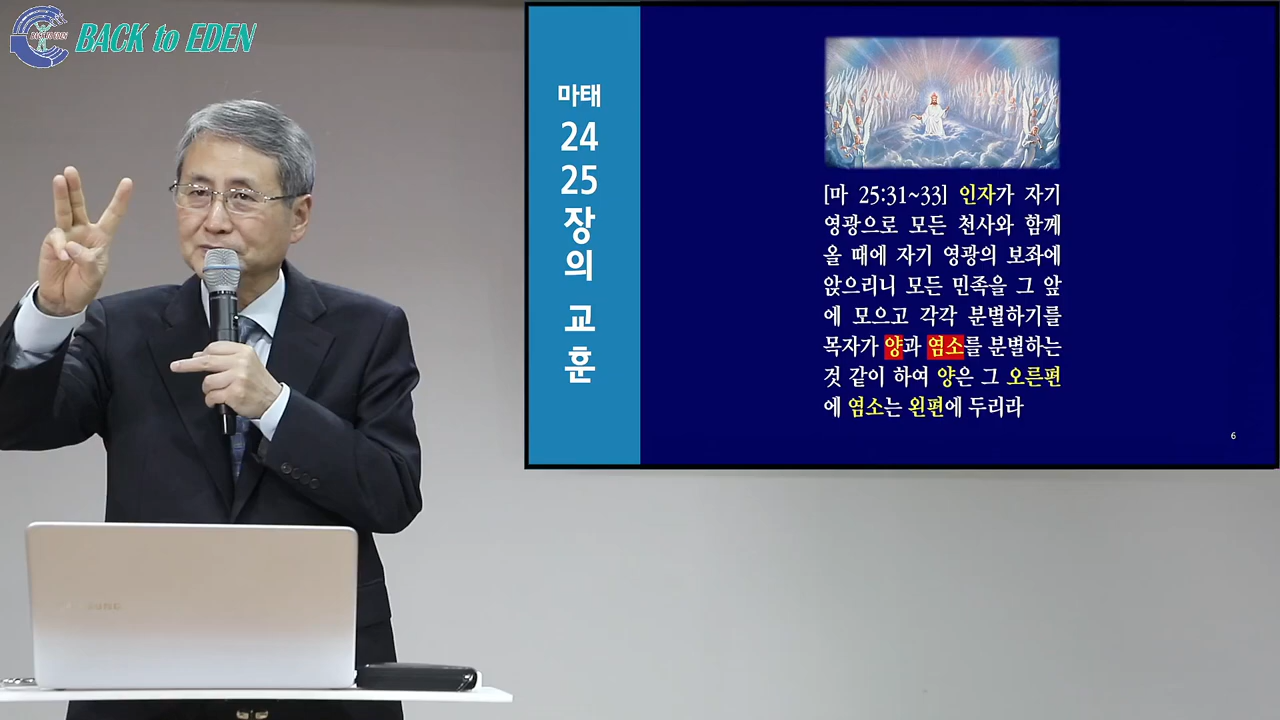 BACK to EDEN
마태
24
25
장
의
교
훈
[마 25:31~33] 인자가 자기
영광으로 모든 천사와 함께
올 때에 자기 영광의 보좌에
앉으리니 모든 민족을 그 앞
에 모으고 각각 분별하기를
목자가 양과 염소를 분별하는
것 같이 하여 양은 그 오른편
에 염소는 왼편에 두리라
6